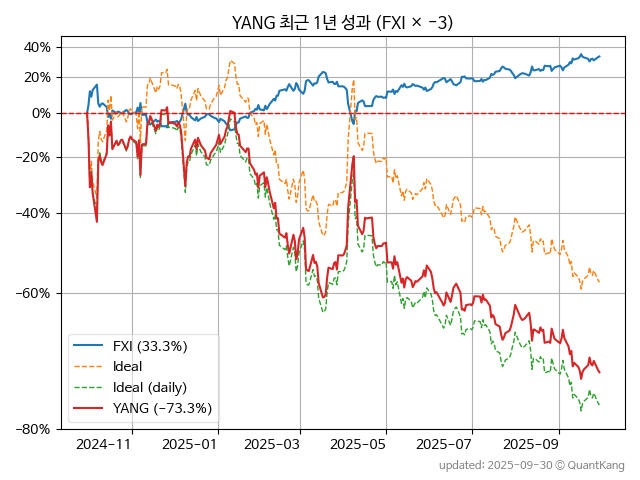 YANG 최근 1년 성과 (FXI × −3)
40%
20%
0%
−20%
−40%
−60%
−80%
FXI (33.3%)
Ideal
Ideal (daily)
YANG (−73.3%)
2024−11
2025−01
2025−03
2025−05
2025−07
2025−09
updated: 2025-09-30 © QuantKang